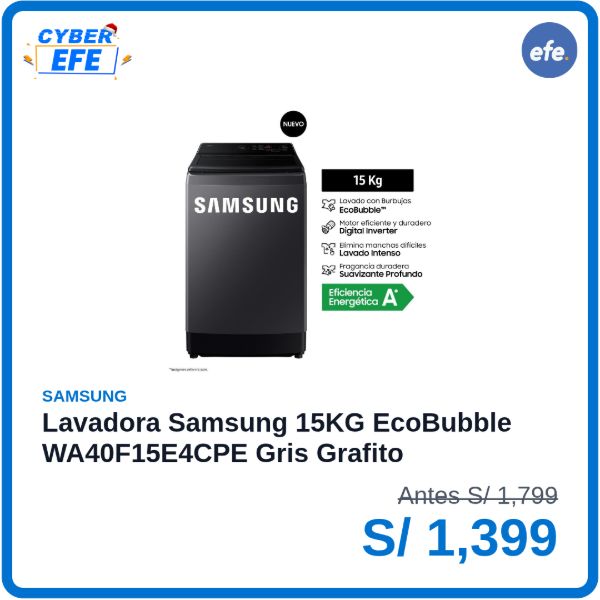 CYBER
EFE
efe.
NUEVO
SAMSUNG
15 Kg
Lavado con Burbujas
EcoBubble™
Motor eficiente y duradero
Digital Inverter
Elimina manchas difíciles
Lavado Intenso
Fragancia duradera
Suavizante Profundo
Eficiencia
Energética A*
SAMSUNG
Lavadora Samsung 15KG EcoBubble
WA40F15E4CPE Gris Grafito
Antes S/ 1,799
S/ 1,399